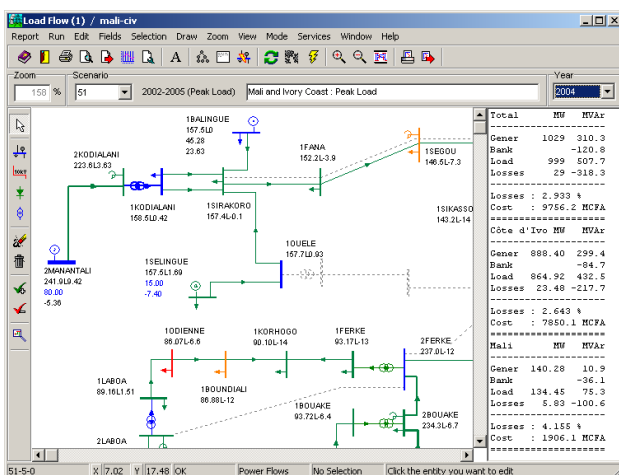 Load Flow (1) / mali-civ
Report Run Edit Fields Selection Draw Zoom View Mode Services Window Help
Zoom Scenario Year
158 % 51 2002-2005 (Peak Load) Mali and Ivory Coast : Peak Load 2004
SORT
A
1BALINGUE
157.5L0
45.28
23.63
2KODIALANI
223.6L3.63
1FANA
152.2L-3.9
1SEGOU
146.5L-7.3
1KODIALANI
158.5L0.42
1SIRAKORO
157.4L-0.1
1SIKASSO
143.2L-14
2MANANTALI
241.9L9.42
80.00
-5.36
1SELINGUE
157.5L1.69
15.00
-7.40
1OUELE
157.7L0.93
1ODIENNE
86.07L-6.6
1KORHOGO
90.10L-14
1FERKE
93.17L-13
2FERKE
237.0L-12
1LABOA
89.16L1.51
1BOUNDIALI
86.88L-12
1BOUAKE
93.72L-6.4
2BOUAKE
234.3L-6.7
2LABOA
Total MW MVAr
Gener 1029 310.3
Bank -120.8
Load 999 507.7
Losses 29 -318.3
Losses : 2.933 %
Cost : 9756.2 MCFA
Côte d'Ivo MW MVAr
Gener 888.40 299.4
Bank -84.7
Load 864.92 432.5
Losses 23.48 -217.7
Losses : 2.643 %
Cost : 7850.1 MCFA
Mali MW MVAr
Gener 140.28 10.9
Bank -36.1
Load 134.45 75.3
Losses 5.83 -100.6
Losses : 4.155 %
Cost : 1906.1 MCFA
51-5-0 X 7.02 Y 17.48 OK Power Flows No Selection Click the entity you want to edit